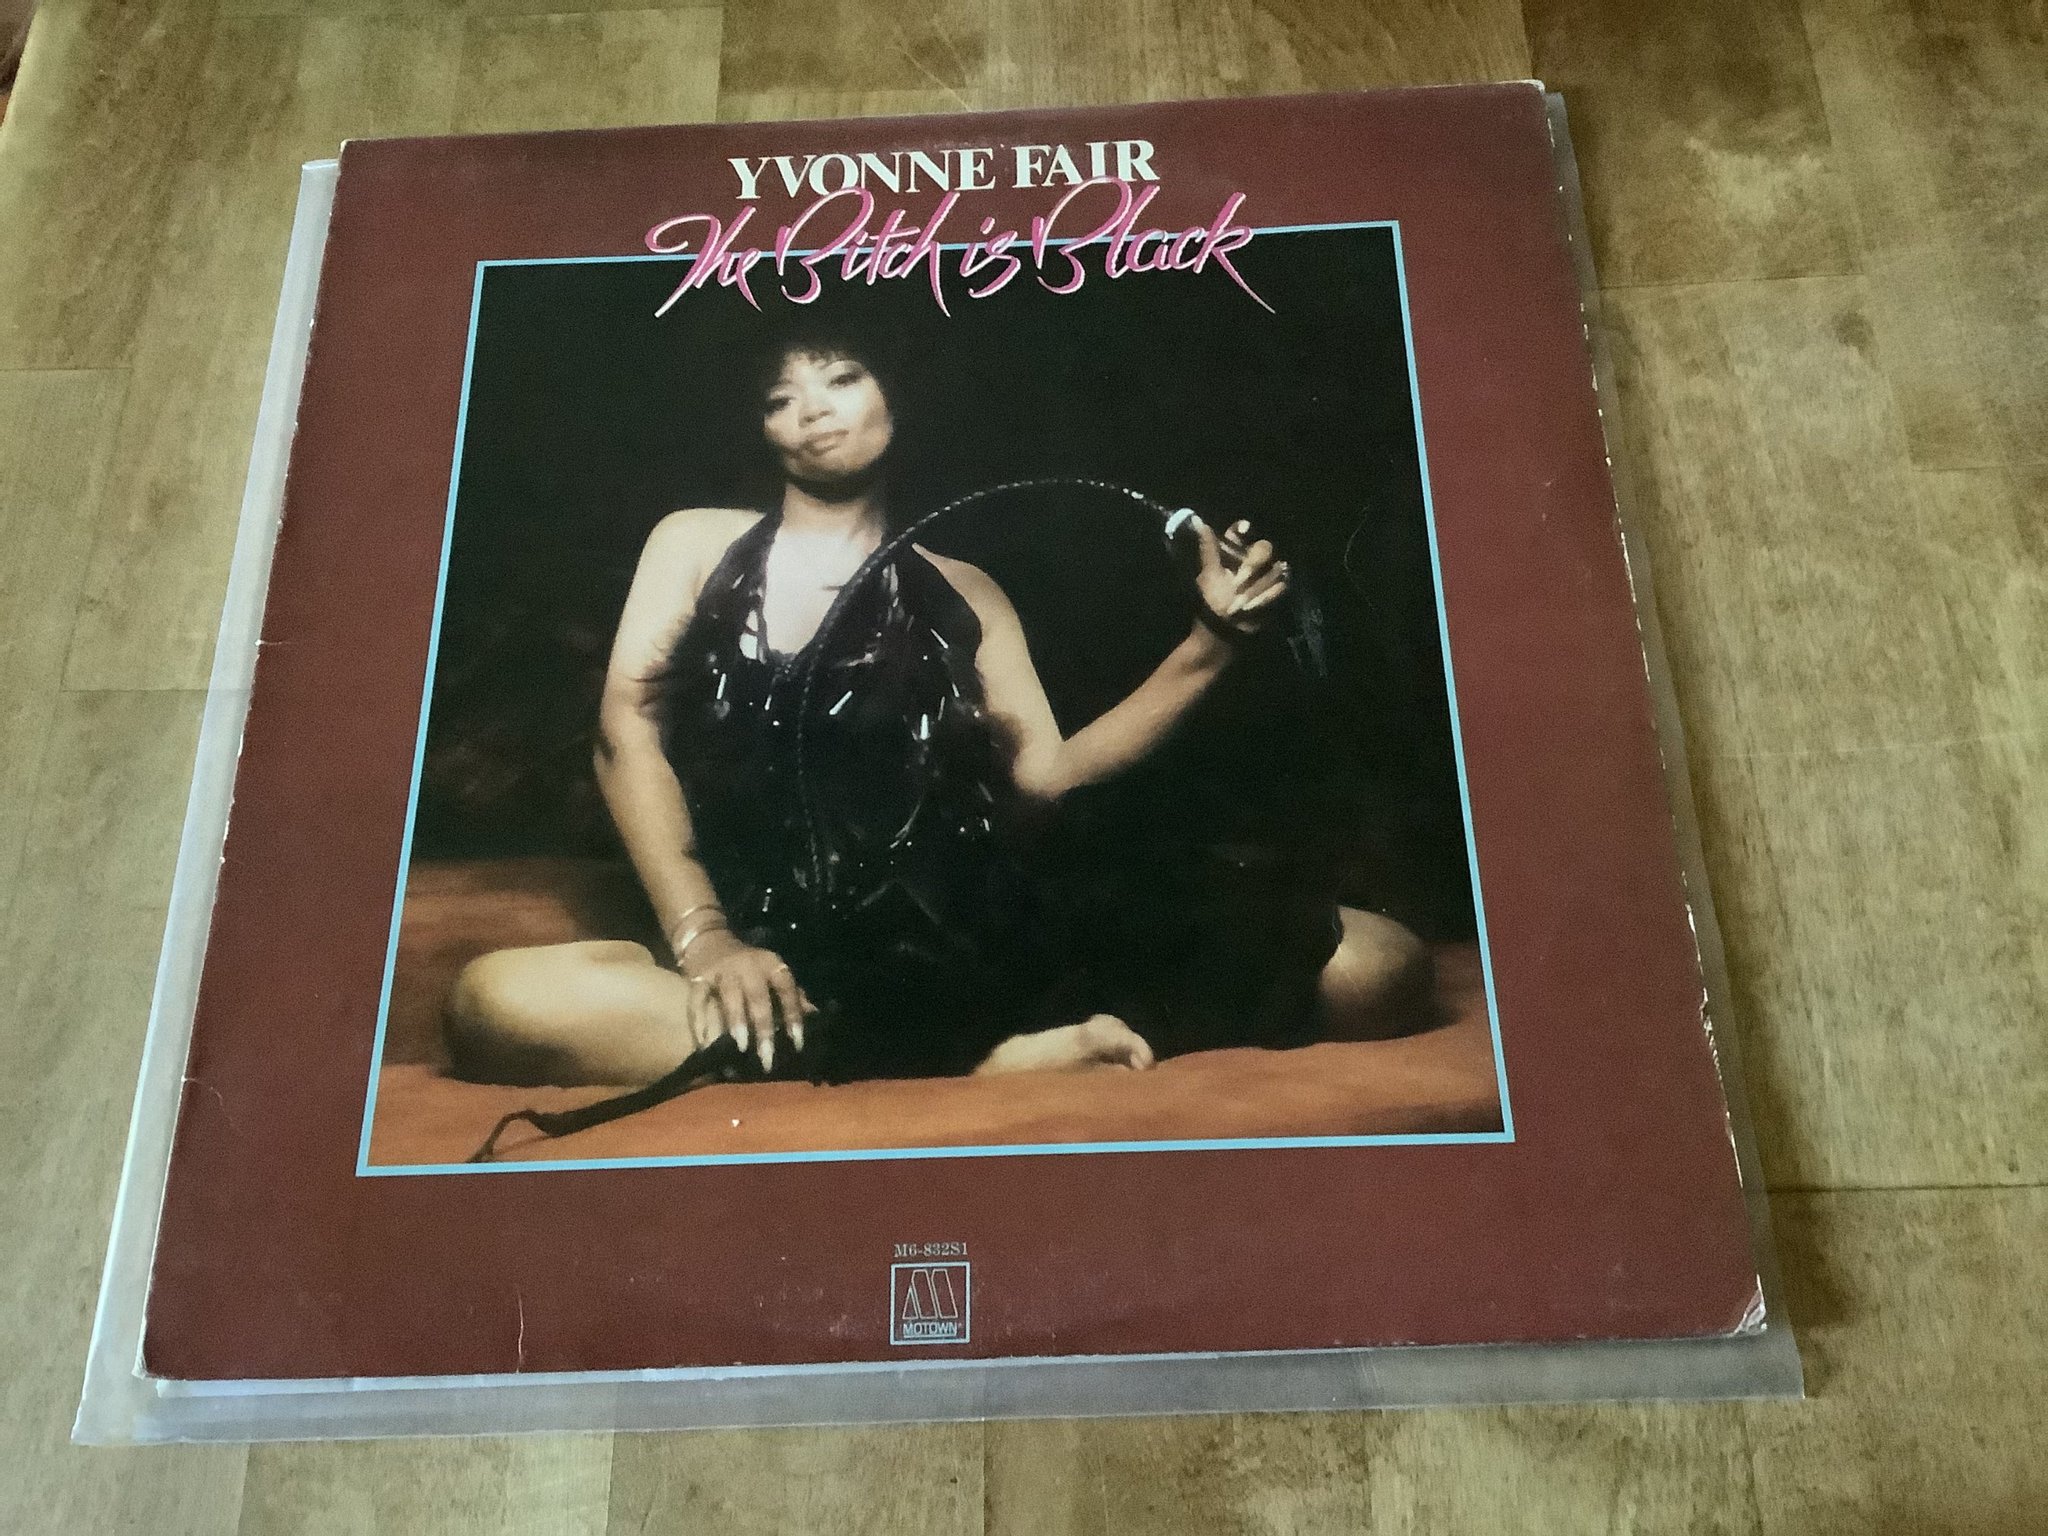 YVONNE FAIR
The Bitch is Black
M6-832S1
MOTOWN®